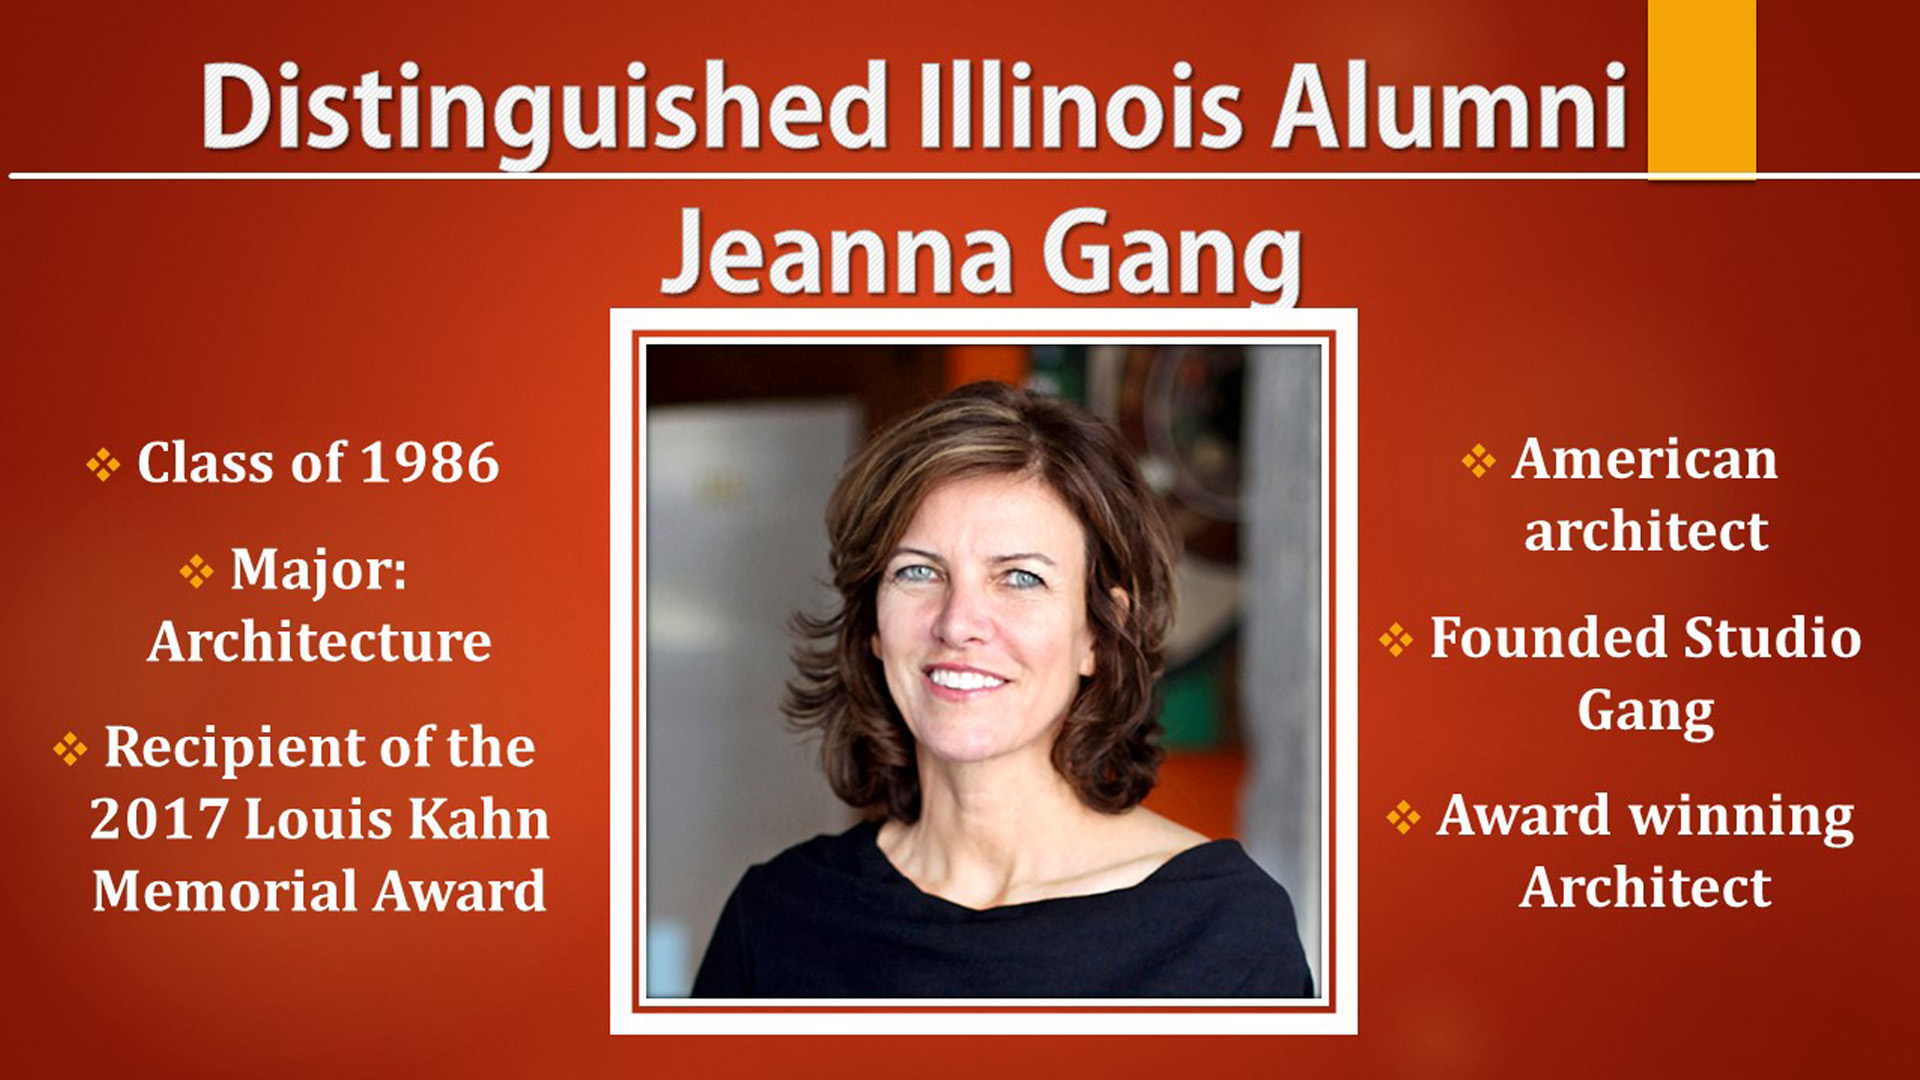 Distinguished Illinois Alumni
Jeanna Gang
Class of 1986
Major:
Architecture
Recipient of the
2017 Louis Kahn
Memorial Award
American
architect
Founded Studio
Gang
Award winning
Architect